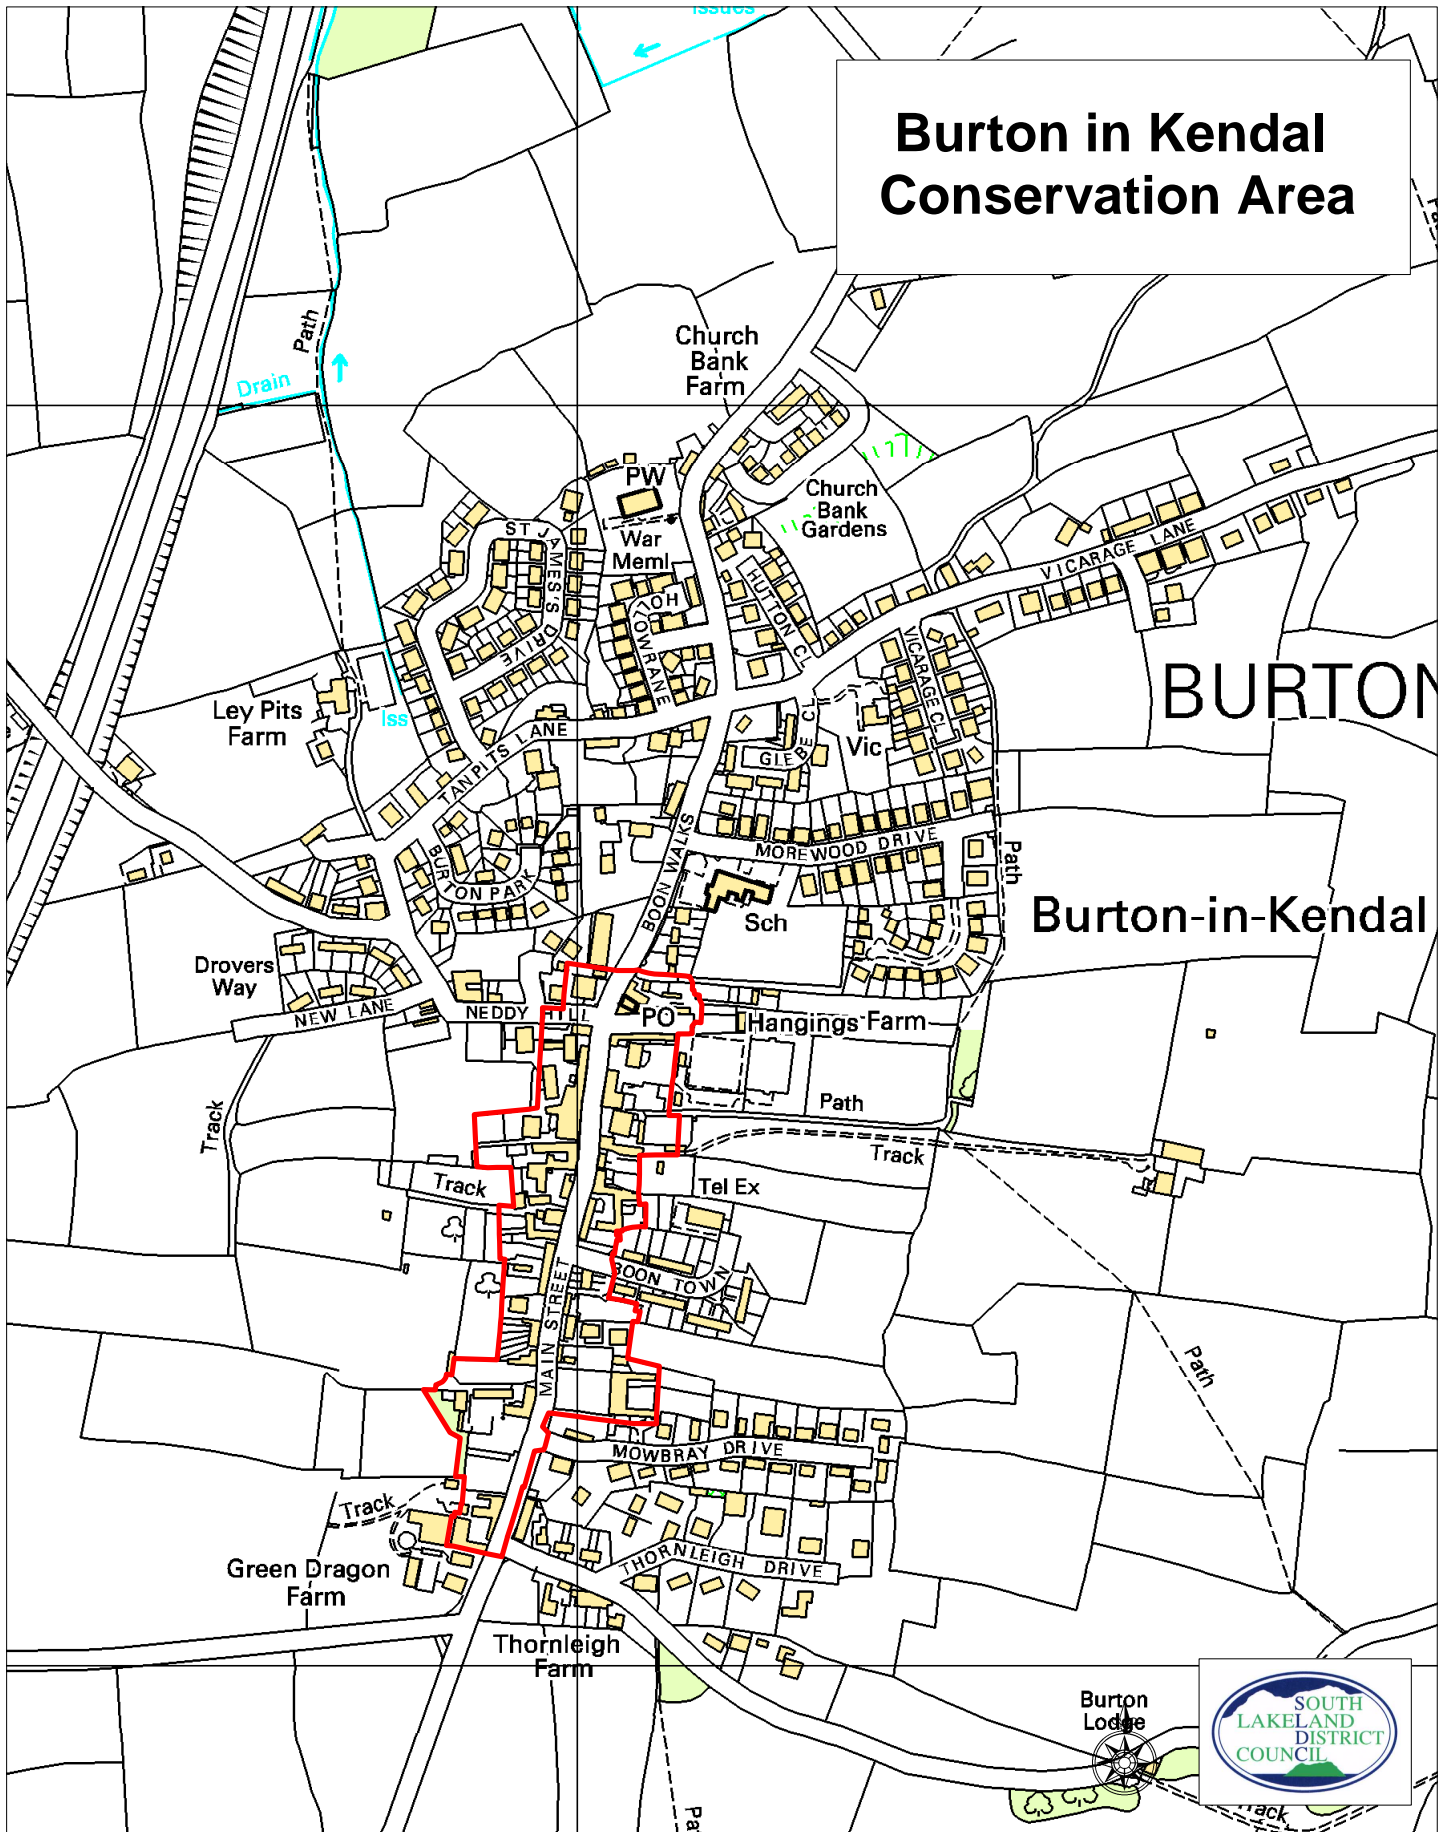 Issues
Burton in Kendal
Conservation Area
Path
Drain
Church
Bank
Farm
PW
War
Meml
Church
Bank
Gardens
ST JAMES'S DRIVE
HOLLOWRANE
HUTTON CL
VICARAGE LANE
VICARAGE CL
BURTON
Ley Pits
Farm
Iss
TANPITS LANE
GLEBE CL
Vic
BURTON PARK
BOON WALKS
MOREWOOD DRIVE
Path
Sch
Burton-in-Kendal
Drovers
Way
NEW LANE
NEDDY HILL
PO
Hangings Farm
Track
Path
Track
Track
Tel Ex
BOON TOWN
MAIN STREET
Path
MOWBRAY DRIVE
Track
THORNLEIGH DRIVE
Green Dragon
Farm
Thornleigh
Farm
Burton
Lodge
SOUTH
LAKELAND
DISTRICT
COUNCIL
Track